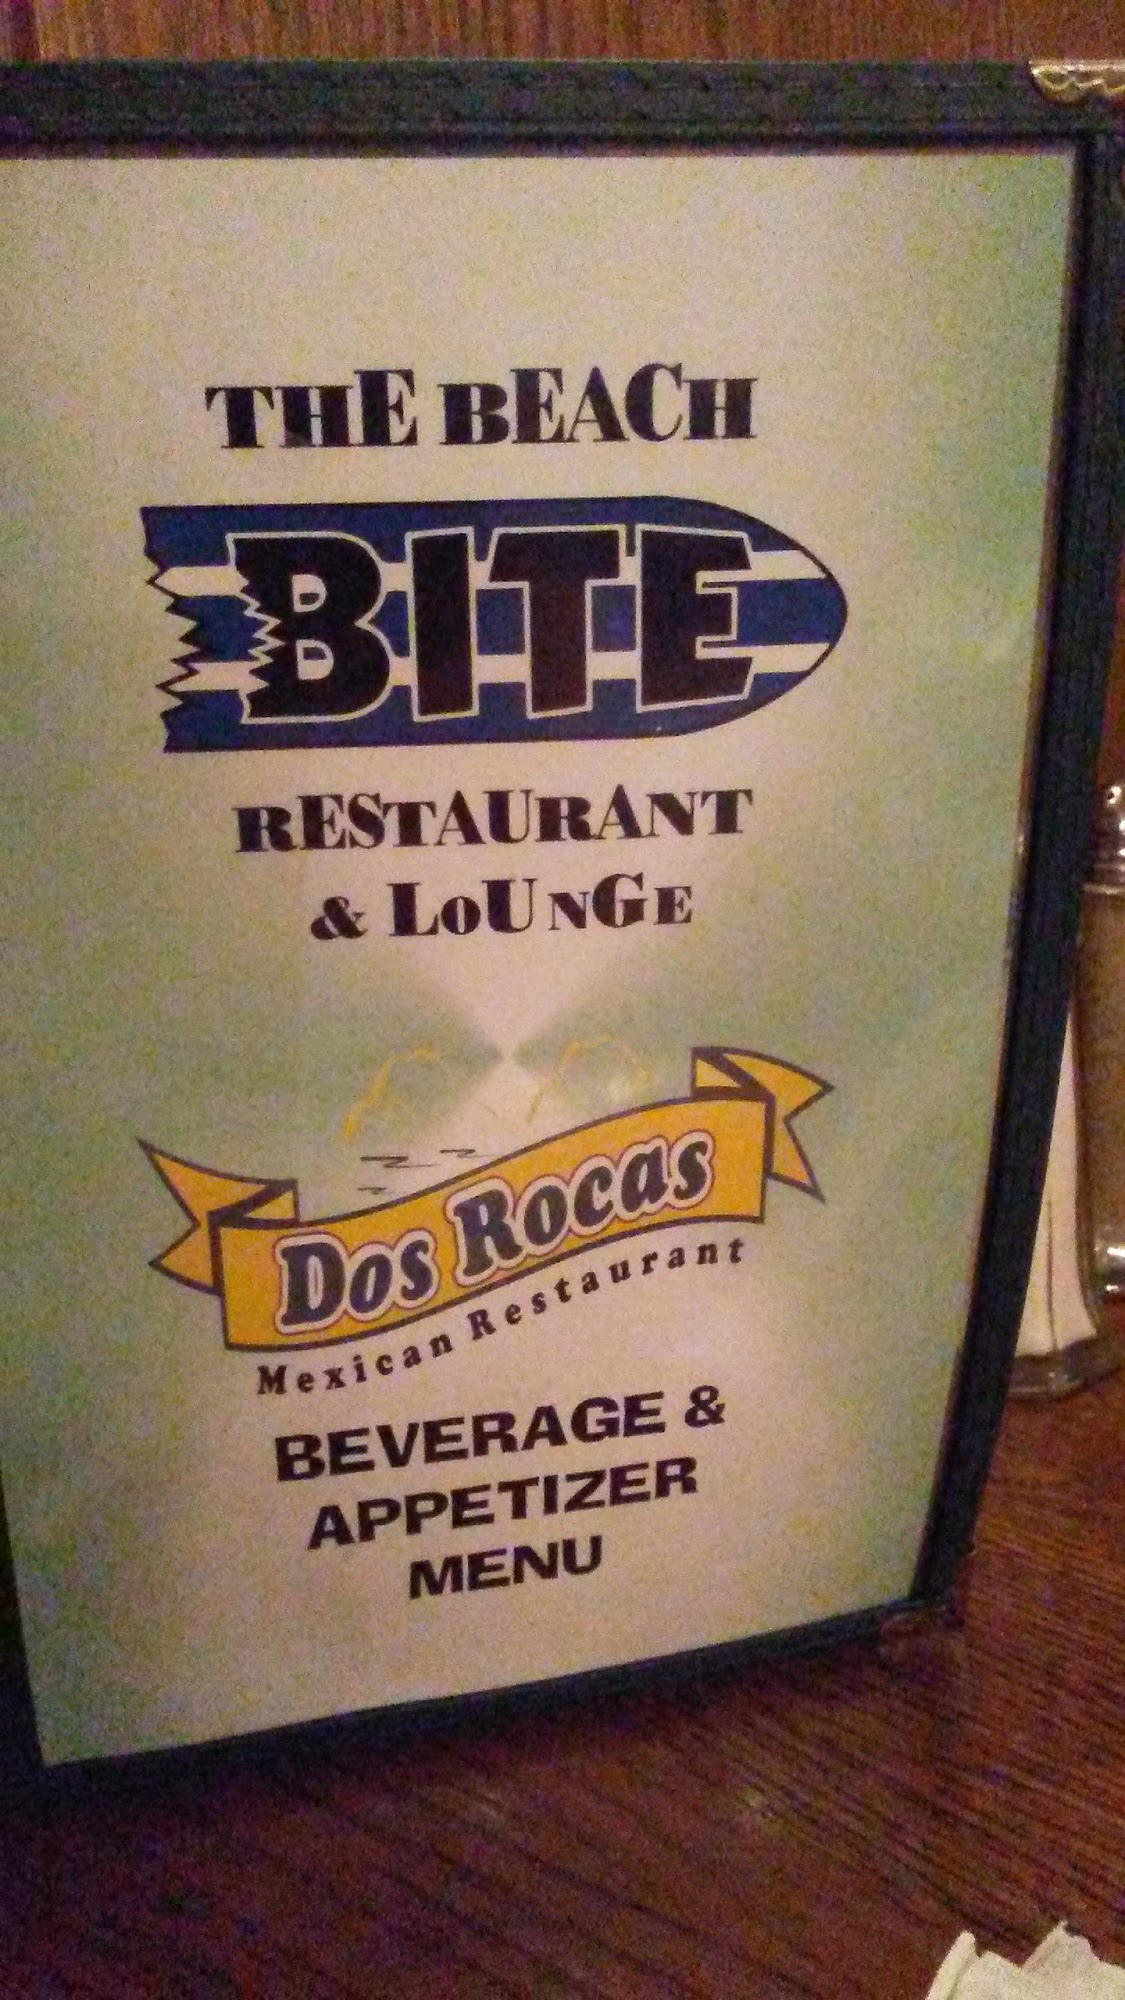 THE BEACH
BITE
RESTAURANT
& LOUNGE
Dos Rocas
Mexican Restaurant
BEVERAGE &
APPETIZER
MENU